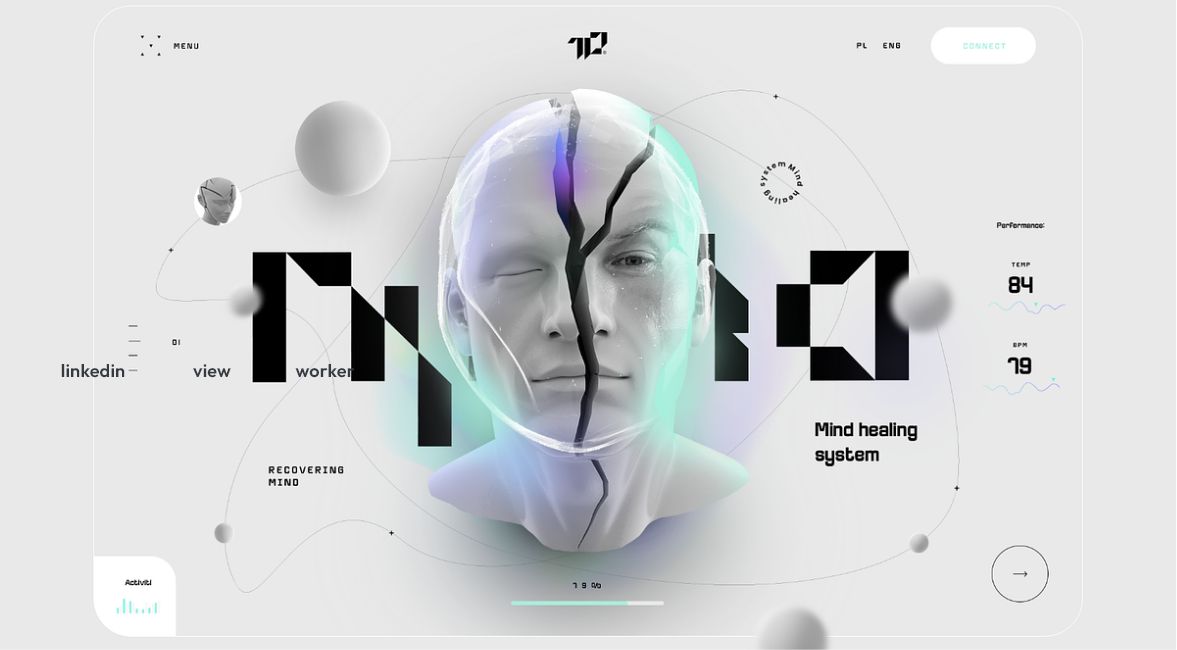 MENU
PL ENG
CONNECT
system Mind healing
Performance:
TEMP
84
01
BPM
79
linkedin view worker
Mind healing
system
RECOVERING
MIND
Activiti
79 %